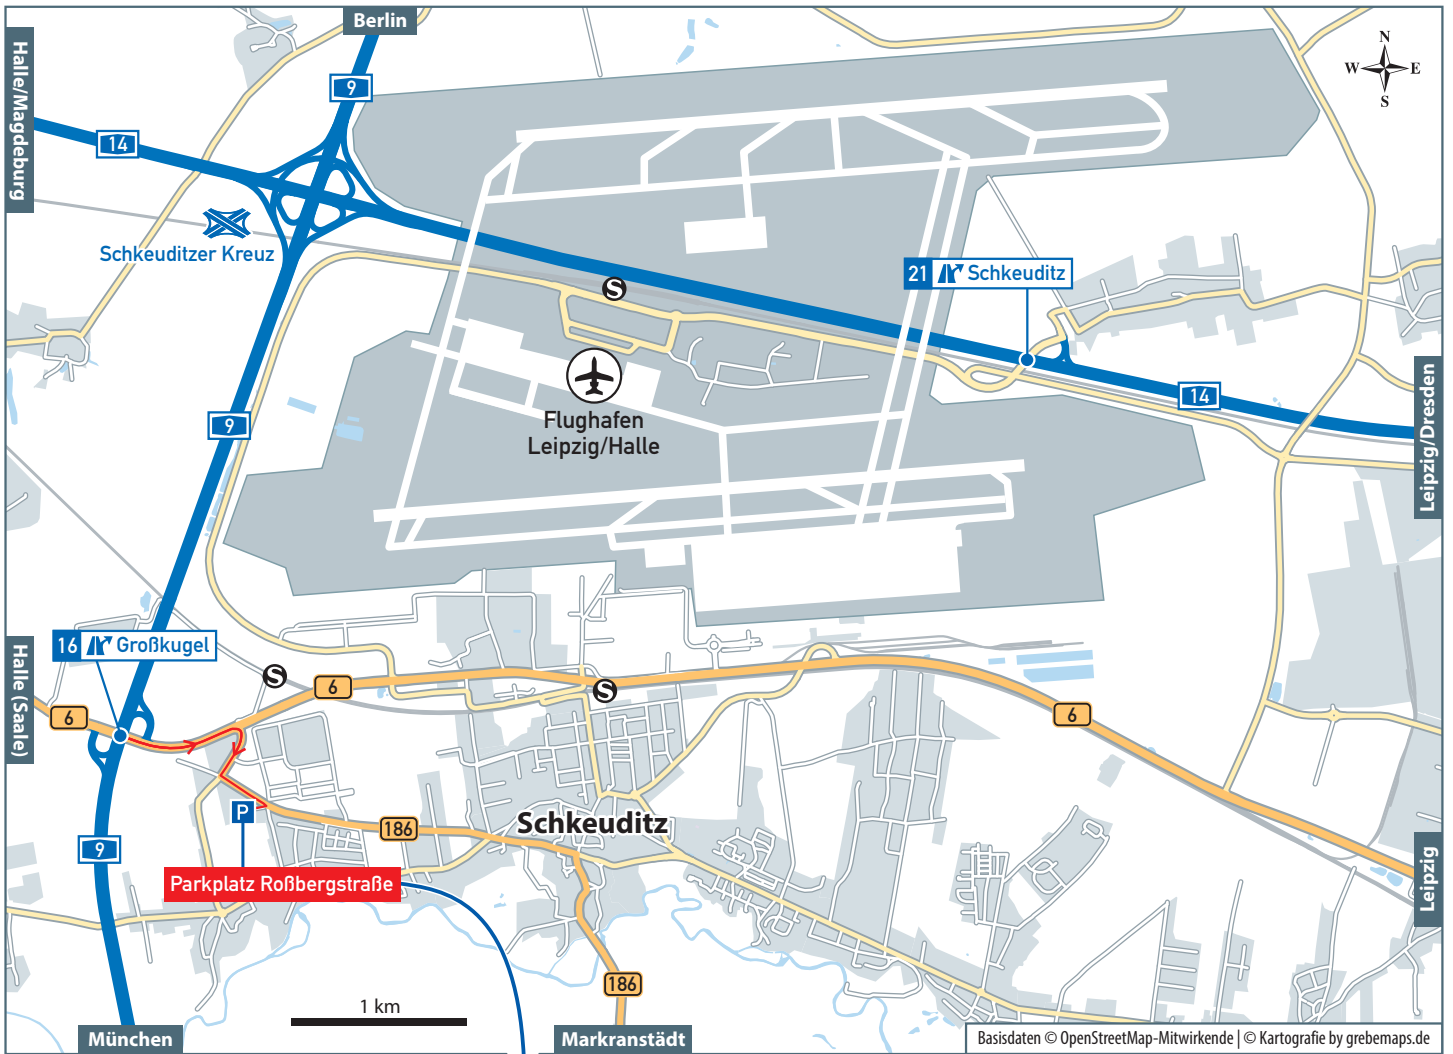 Berlin
Halle/Magdeburg
9
14
N
W E
S
Schkeuditzer Kreuz
S
21 Schkeuditz
Flughafen
Leipzig/Halle
9
14
Leipzig/Dresden
16 Großkugel
Halle (Saale)
S
6
6
S
6
P
186
Schkeuditz
9
Parkplatz Roßbergstraße
Leipzig
186
1 km
München
Markranstädt
Basisdaten © OpenStreetMap-Mitwirkende | © Kartografie by grebemaps.de